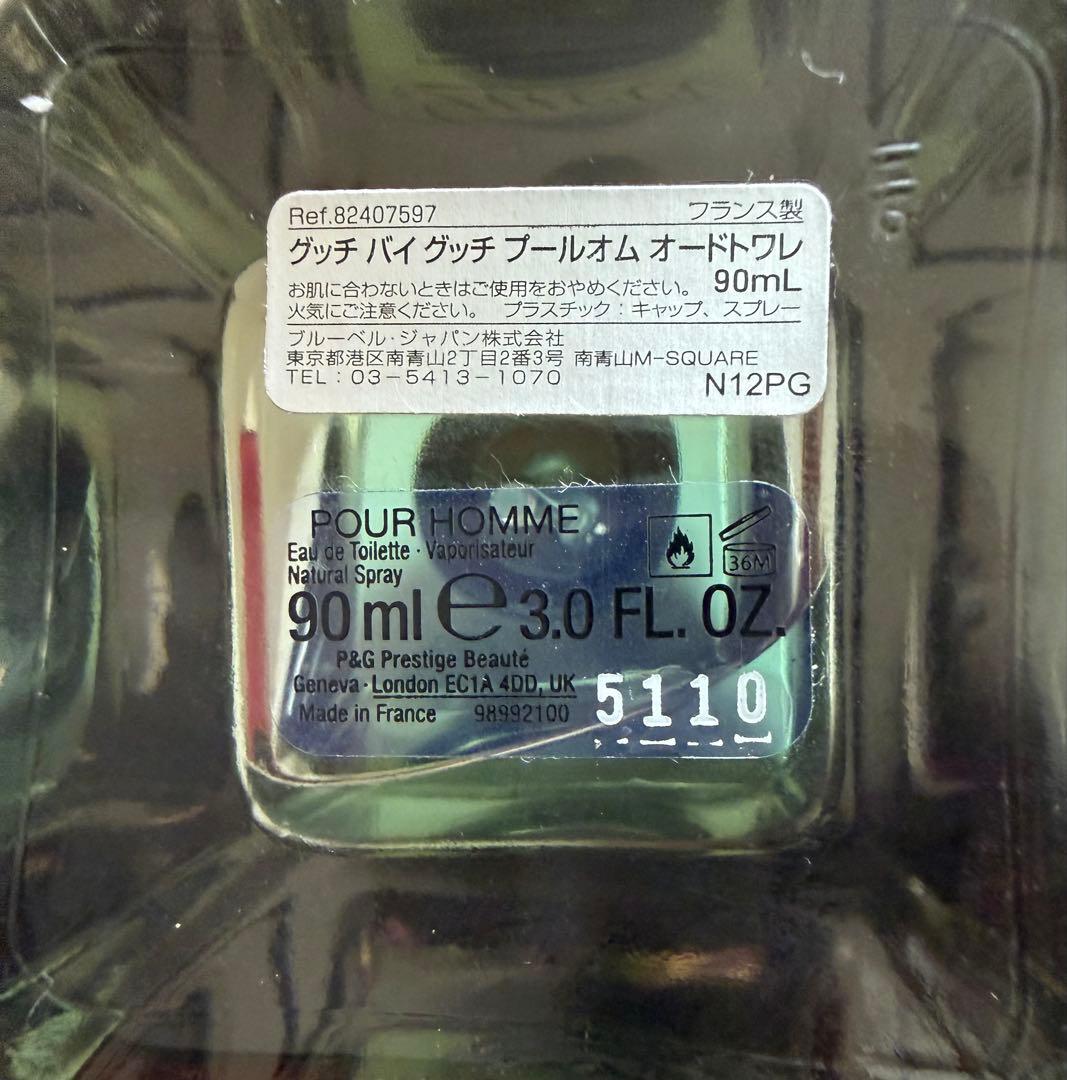 Ref.82407597 フランス製
グッチ バイ グッチ プールオム オードトワレ
90mL
お肌に合わないときはご使用をおやめください。
火気にご注意ください。 プラスチック：キャップ、スプレー
ブルーベル・ジャパン株式会社
東京都港区南青山2丁目2番3号 南青山M-SQUARE
TEL：03-5413-1070
N12PG
POUR HOMME
Eau de Toilette · Vaporisateur
Natural Spray
36M
90 ml e 3.0 FL. OZ.
P&G Prestige Beauté
Geneva · London EC1A 4DD, UK
Made in France 98992100
5110